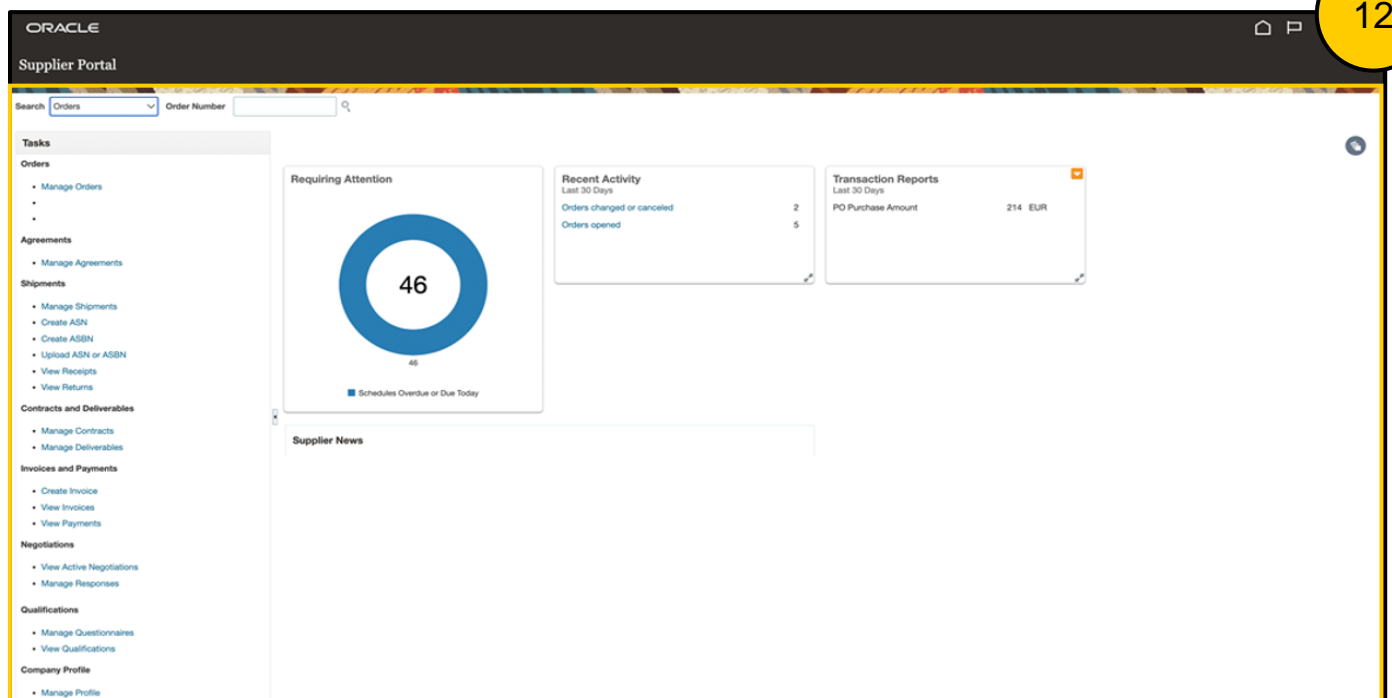 12
ORACLE
Supplier Portal
Search Orders Order Number
Tasks
Orders
• Manage Orders
•
•
Agreements
• Manage Agreements
Shipments
• Manage Shipments
• Create ASN
• Create ASBN
• Upload ASN or ASBN
• View Receipts
• View Returns
Contracts and Deliverables
• Manage Contracts
• Manage Deliverables
Invoices and Payments
• Create Invoice
• View Invoices
• View Payments
Negotiations
• View Active Negotiations
• Manage Responses
Qualifications
• Manage Questionnaires
• View Qualifications
Company Profile
• Manage Profile
Requiring Attention
46
46
Schedules Overdue or Due Today
Recent Activity
Last 30 Days
Orders changed or canceled 2
Orders opened 5
Transaction Reports
Last 30 Days
PO Purchase Amount 214 EUR
Supplier News